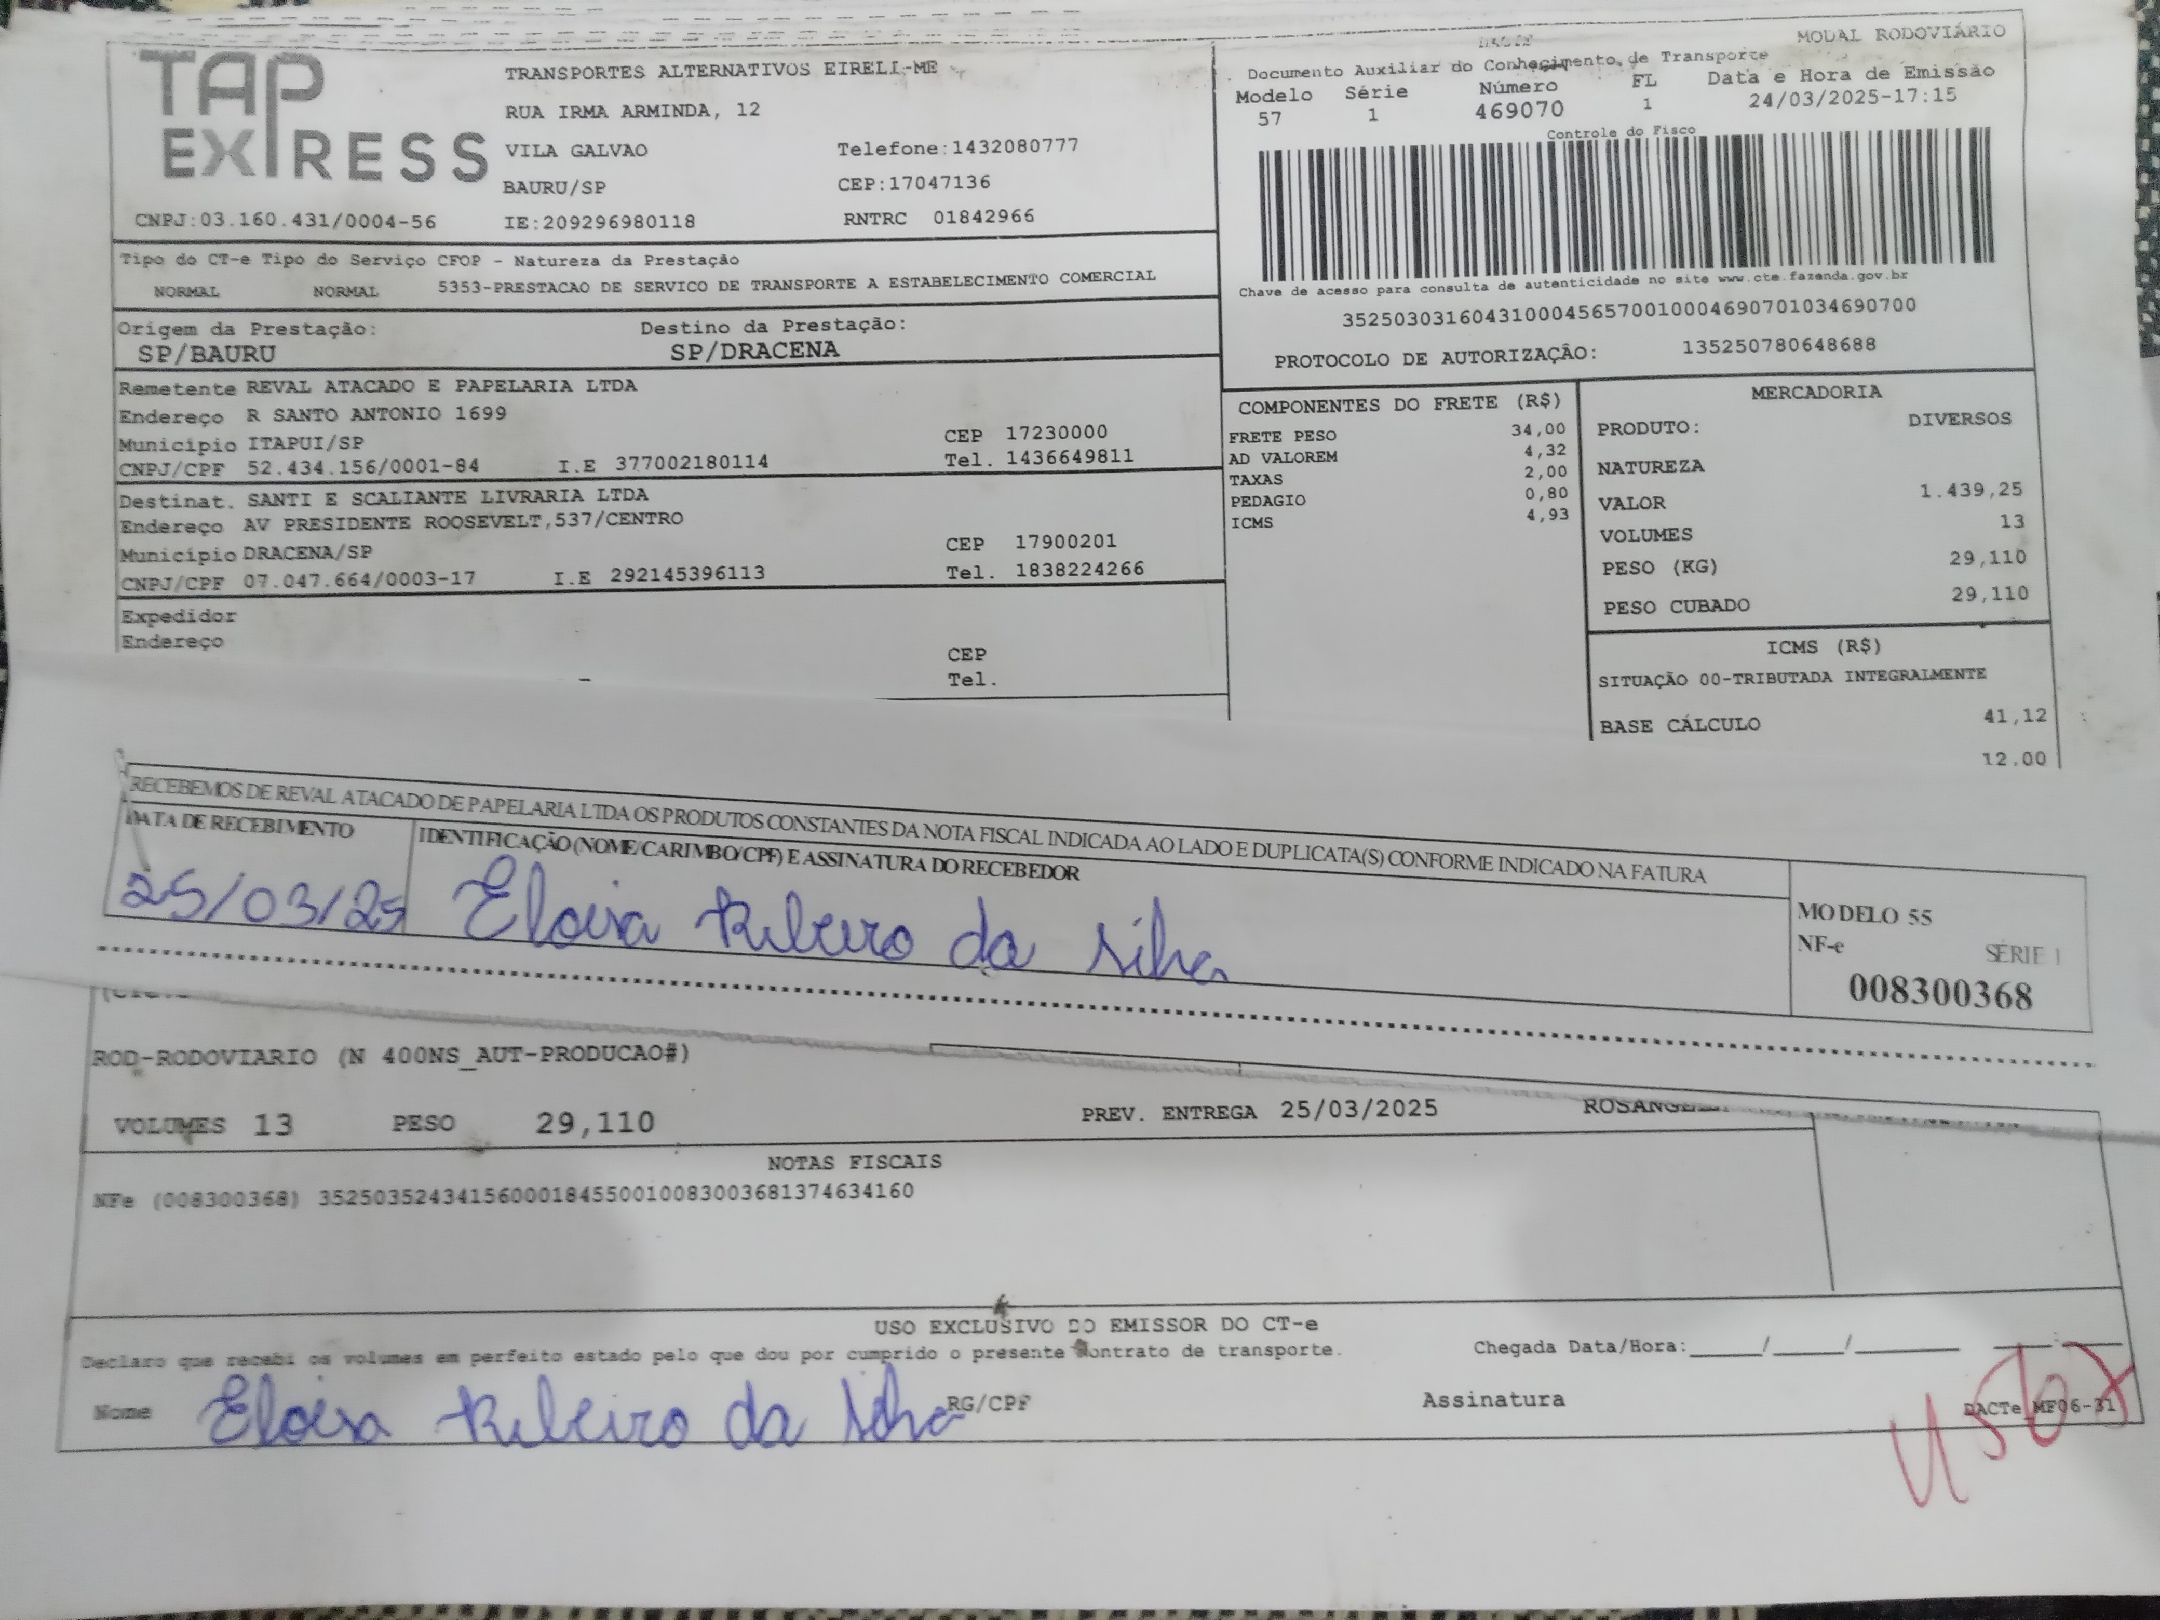 TAP EXPRESS
TRANSPORTES ALTERNATIVOS EIRELI-ME
RUA IRMA ARMINDA, 12
VILA GALVAO Telefone:1432080777
BAURU/SP CEP:17047136
CNPJ:03.160.431/0004-56 IE:209296980118 RNTRC 01842966
MODAL RODOVIÁRIO
Documento Auxiliar do Conhecimento de Transporte
Modelo Série Número FL Data e Hora de Emissão
57 1 469070 1 24/03/2025-17:15
Controle do Fisco
Chave de acesso para consulta de autenticidade no site www.cte.fazenda.gov.br
35250303160431000456570010004690701034690700
PROTOCOLO DE AUTORIZAÇÃO: 135250780648688
Tipo do CT-e Tipo do Serviço CFOP - Natureza da Prestação
NORMAL NORMAL 5353-PRESTACAO DE SERVICO DE TRANSPORTE A ESTABELECIMENTO COMERCIAL
Origem da Prestação: Destino da Prestação:
SP/BAURU SP/DRACENA
Remetente REVAL ATACADO E PAPELARIA LTDA
Endereço R SANTO ANTONIO 1699
Município ITAPUI/SP CEP 17230000
CNPJ/CPF 52.434.156/0001-84 I.E 377002180114 Tel. 1436649811
Destinat. SANTI E SCALIANTE LIVRARIA LTDA
Endereço AV PRESIDENTE ROOSEVELT,537/CENTRO
Município DRACENA/SP CEP 17900201
CNPJ/CPF 07.047.664/0003-17 I.E 292145396113 Tel. 1838224266
Expedidor
Endereço
CEP
Tel.
COMPONENTES DO FRETE (R$)
FRETE PESO 34,00
AD VALOREM 4,32
TAXAS 2,00
PEDAGIO 0,80
ICMS 4,93
MERCADORIA
PRODUTO: DIVERSOS
NATUREZA
VALOR 1.439,25
VOLUMES 13
PESO (KG) 29,110
PESO CUBADO 29,110
ICMS (R$)
SITUAÇÃO 00-TRIBUTADA INTEGRALMENTE
BASE CÁLCULO 41,12
12.00
RECEBEMOS DE REVAL ATACADO DE PAPELARIA LTDA OS PRODUTOS CONSTANTES DA NOTA FISCAL INDICADA AO LADO E DUPLICATA(S) CONFORME INDICADO NA FATURA
DATA DE RECEBIMENTO IDENTIFICAÇÃO (NOME/CARIMBO/CPF) E ASSINATURA DO RECEBEDOR
25/03/25 Eloisa Ribeiro da Silva
MODELO 55
NF-e SÉRIE 1
008300368
ROD-RODOVIARIO (N 400NS_AUT-PRODUCAO#)
VOLUMES 13 PESO 29,110 PREV. ENTREGA 25/03/2025
NOTAS FISCAIS
NFe (008300368) 35250352434156000184550010083003681374634160
USO EXCLUSIVO DO EMISSOR DO CT-e
Declaro que recebi os volumes em perfeito estado pelo que dou por cumprido o presente contrato de transporte. Chegada Data/Hora:____/____/______ __:__
Nome Eloisa Ribeiro da Silva RG/CPF Assinatura DACTe_MF06-31